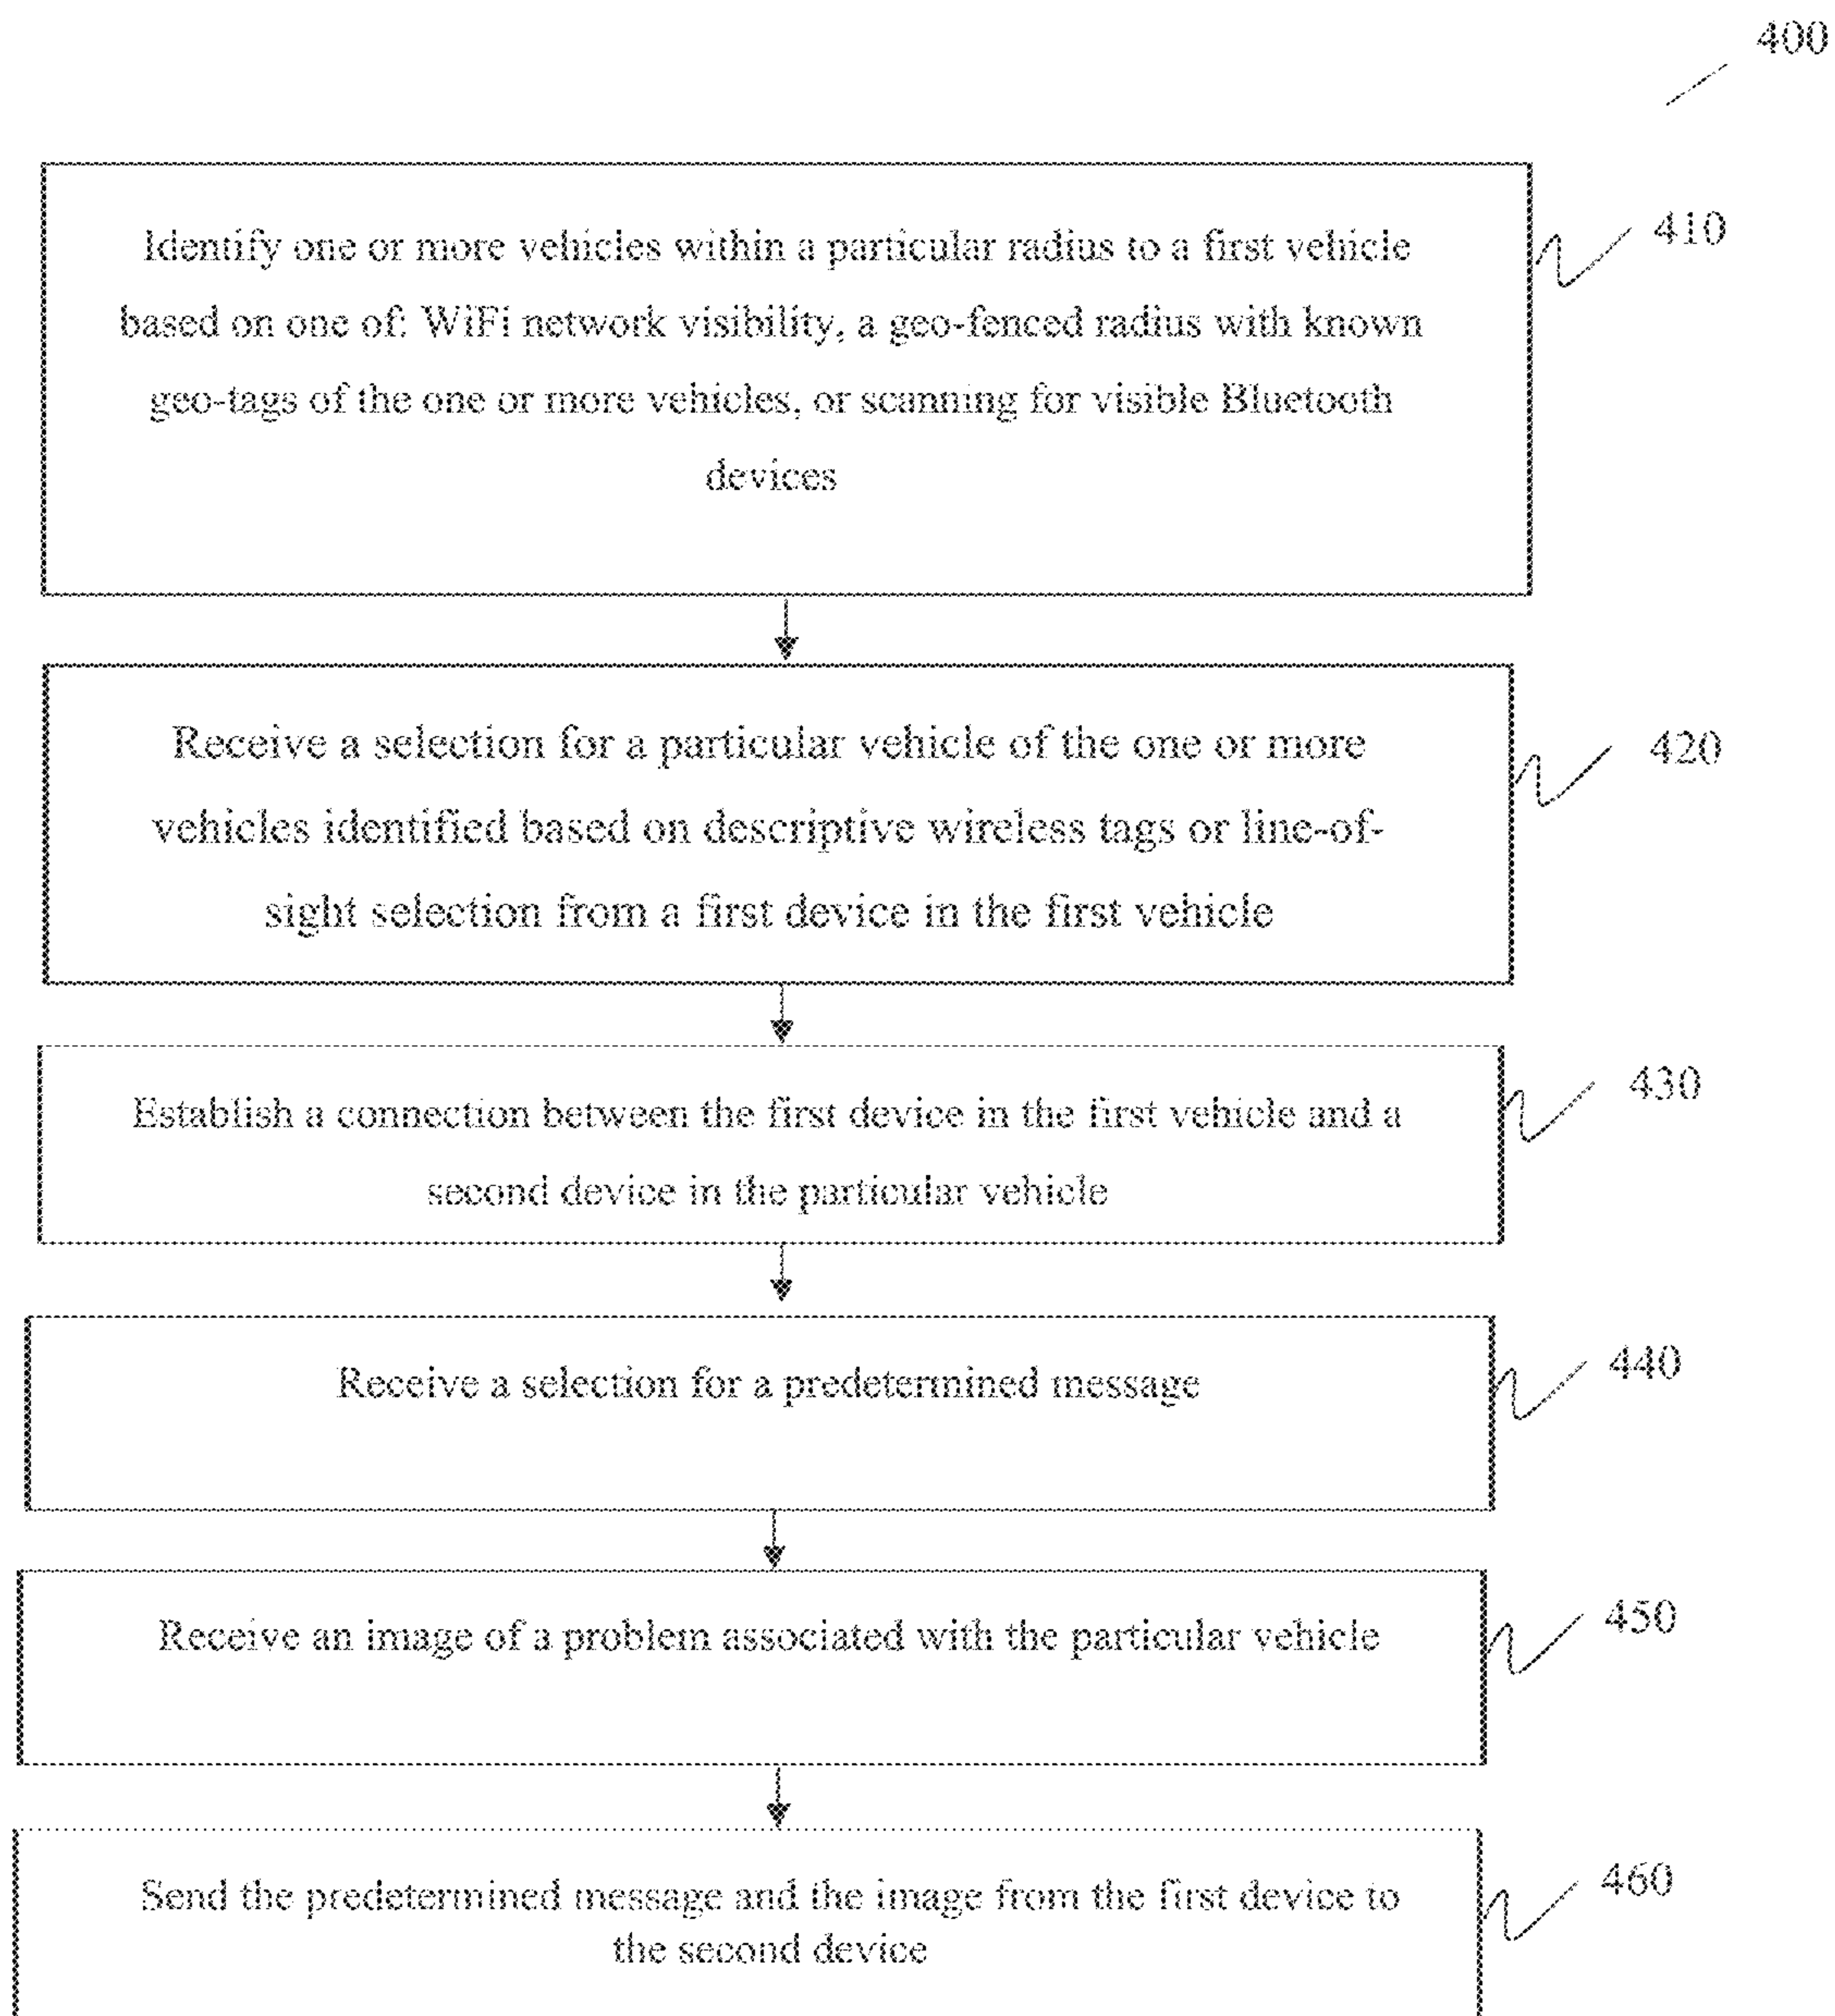 400
Identify one or more vehicles within a particular radius to a first vehicle
based on one of: WiFi network visibility, a geo-fenced radius with known
geo-tags of the one or more vehicles, or scanning for visible Bluetooth
devices
410
Receive a selection for a particular vehicle of the one or more
vehicles identified based on descriptive wireless tags or line-of-
sight selection from a first device in the first vehicle
420
Establish a connection between the first device in the first vehicle and a
second device in the particular vehicle
430
Receive a selection for a predetermined message
440
Receive an image of a problem associated with the particular vehicle
450
Send the predetermined message and the image from the first device to
the second device
460